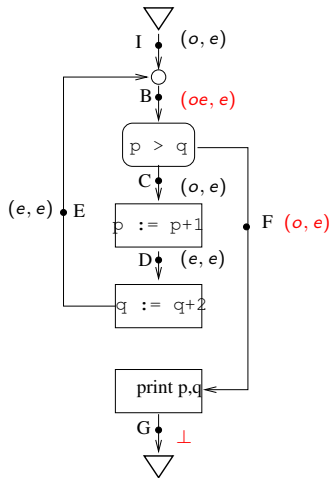 I (o, e)
B (oe, e)
p > q
C (o, e)
(e, e) E
p := p+1
F (o, e)
D (e, e)
q := q+2
print p,q
G ⊥